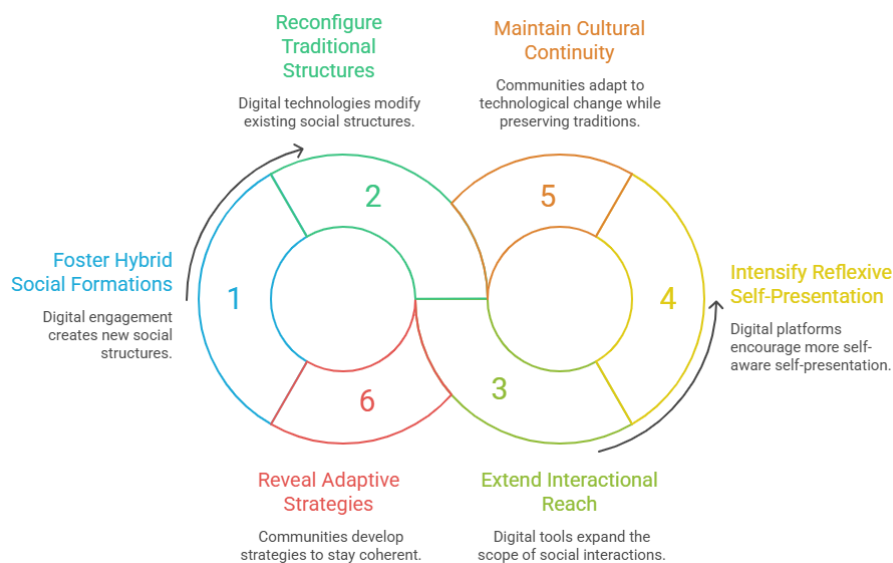 Reconfigure
Traditional
Structures
Digital technologies modify
existing social structures.
Maintain Cultural
Continuity
Communities adapt to
technological change while
preserving traditions.
2
5
Foster Hybrid
Social Formations
Digital engagement
creates new social
structures.
1
4
Intensify Reflexive
Self-Presentation
Digital platforms
encourage more self-
aware self-presentation.
6
3
Reveal Adaptive
Strategies
Communities develop
strategies to stay coherent.
Extend Interactional
Reach
Digital tools expand the
scope of social interactions.